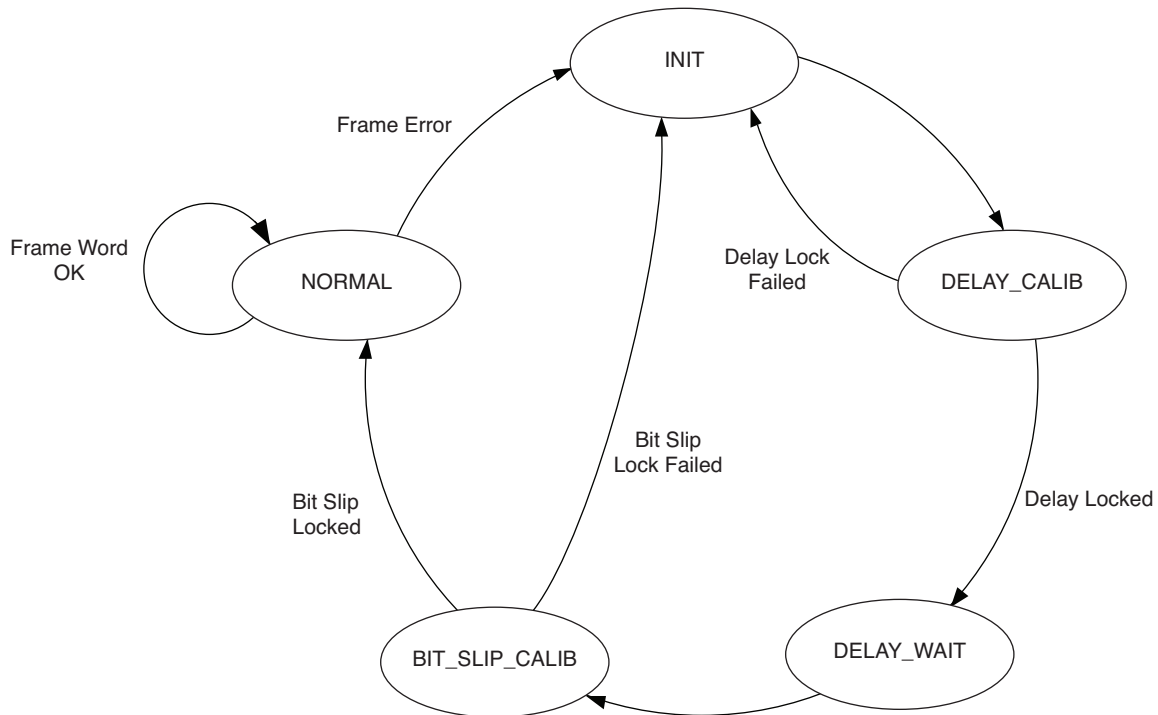 INIT
Frame Error
Frame Word
OK
NORMAL
Delay Lock
Failed
DELAY_CALIB
Bit Slip
Lock Failed
Bit Slip
Locked
Delay Locked
BIT_SLIP_CALIB
DELAY_WAIT